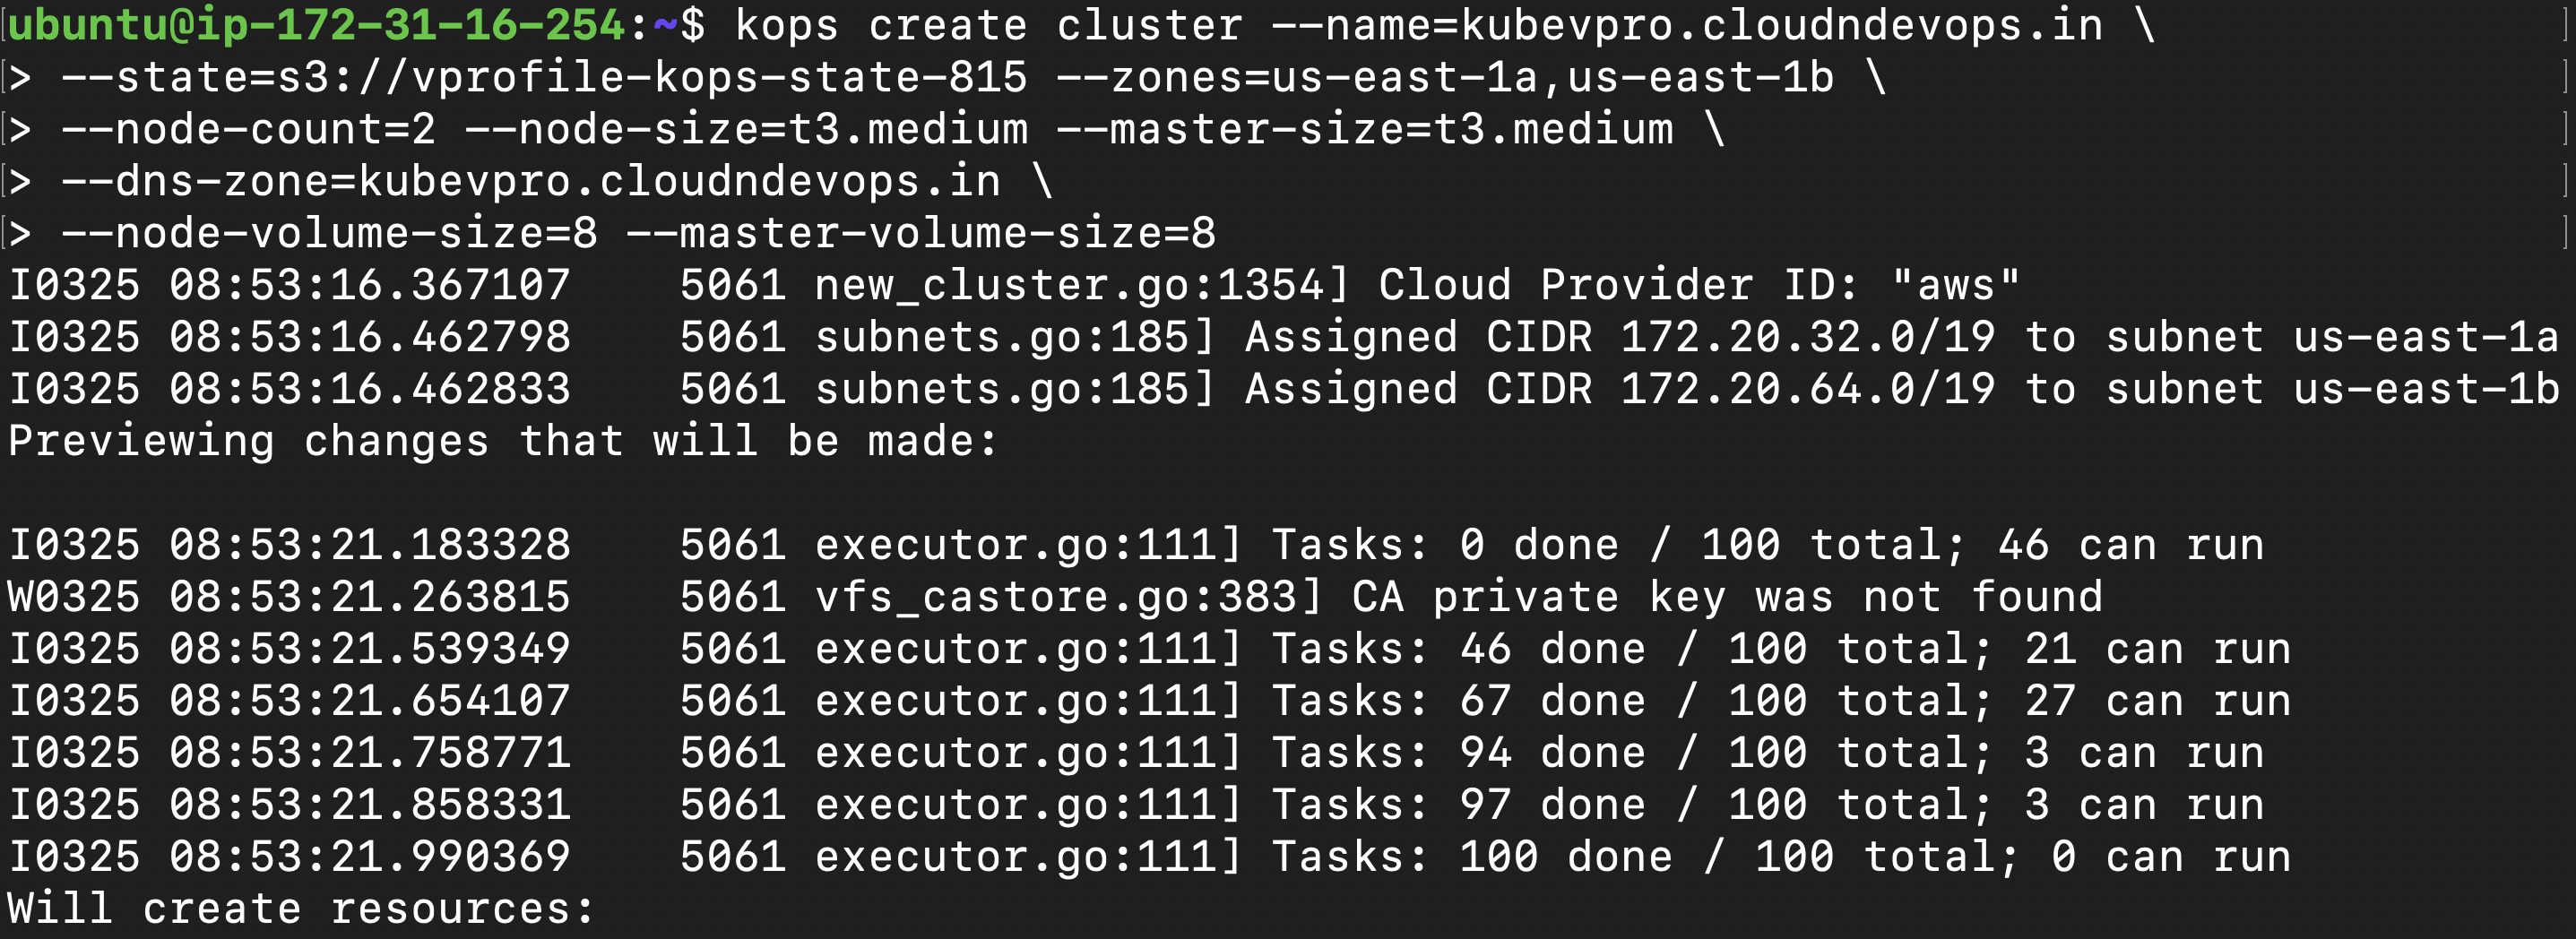 ubuntu@ip-172-31-16-254:~$ kops create cluster --name=kubevpro.cloudndevops.in \
> --state=s3://vprofile-kops-state-815 --zones=us-east-1a,us-east-1b \
> --node-count=2 --node-size=t3.medium --master-size=t3.medium \
> --dns-zone=kubevpro.cloudndevops.in \
> --node-volume-size=8 --master-volume-size=8
I0325 08:53:16.367107    5061 new_cluster.go:1354] Cloud Provider ID: "aws"
I0325 08:53:16.462798    5061 subnets.go:185] Assigned CIDR 172.20.32.0/19 to subnet us-east-1a
I0325 08:53:16.462833    5061 subnets.go:185] Assigned CIDR 172.20.64.0/19 to subnet us-east-1b
Previewing changes that will be made:

I0325 08:53:21.183328    5061 executor.go:111] Tasks: 0 done / 100 total; 46 can run
W0325 08:53:21.263815    5061 vfs_castore.go:383] CA private key was not found
I0325 08:53:21.539349    5061 executor.go:111] Tasks: 46 done / 100 total; 21 can run
I0325 08:53:21.654107    5061 executor.go:111] Tasks: 67 done / 100 total; 27 can run
I0325 08:53:21.758771    5061 executor.go:111] Tasks: 94 done / 100 total; 3 can run
I0325 08:53:21.858331    5061 executor.go:111] Tasks: 97 done / 100 total; 3 can run
I0325 08:53:21.990369    5061 executor.go:111] Tasks: 100 done / 100 total; 0 can run
Will create resources: